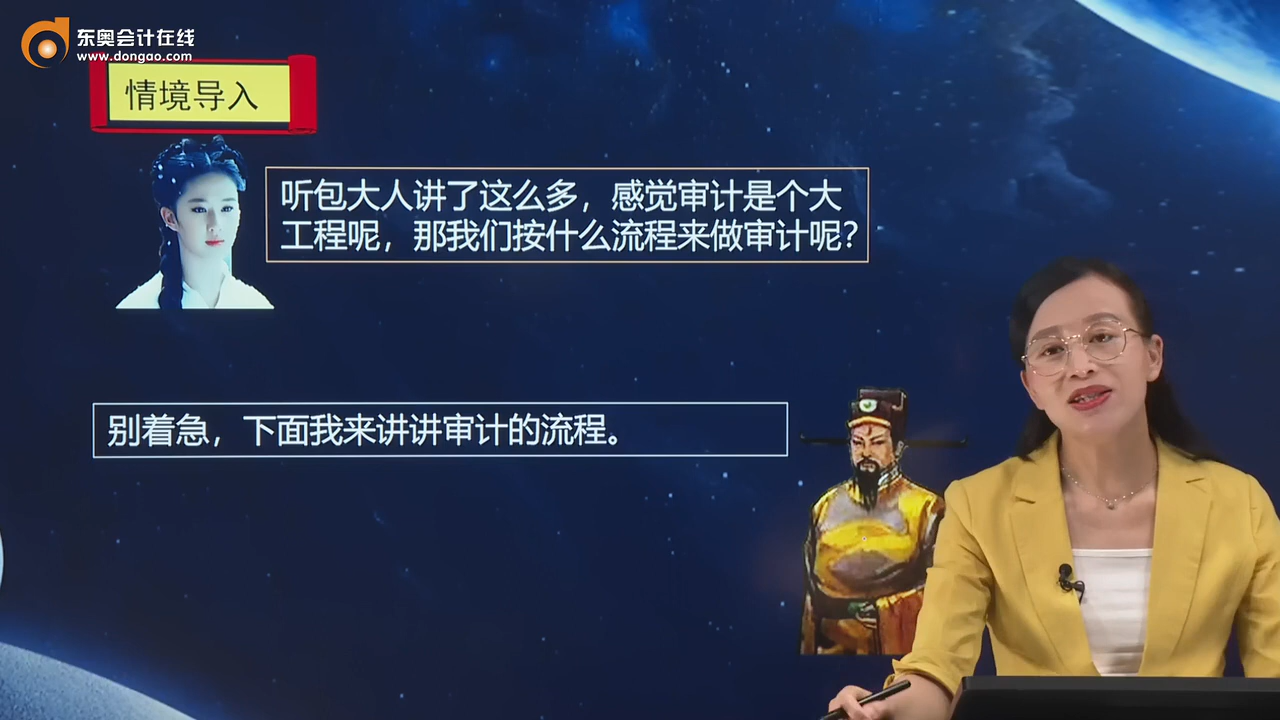 东奥会计在线
www.dongao.com
情境导入
听包大人讲了这么多，感觉审计是个大
工程呢，那我们按什么流程来做审计呢？
别着急，下面我来讲讲审计的流程。